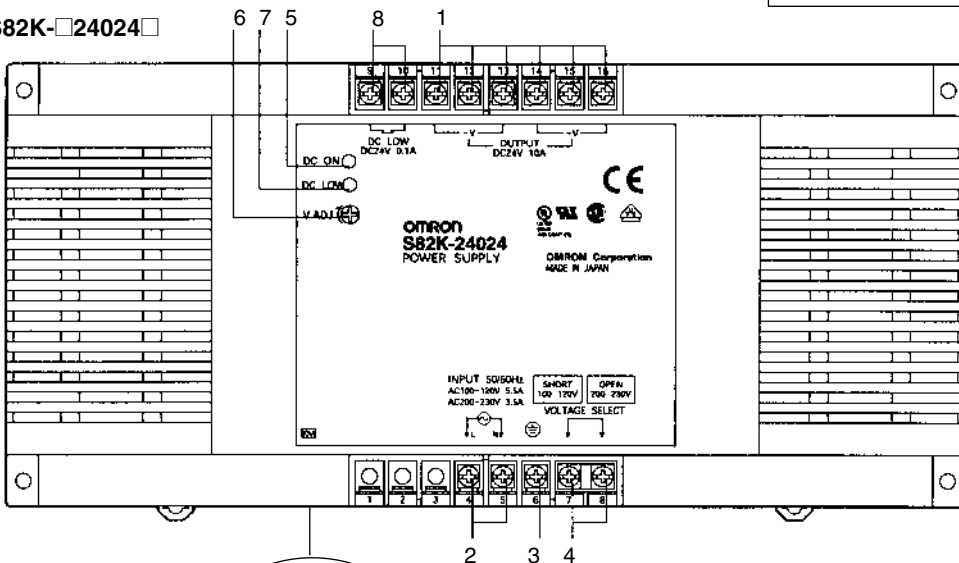 S82K-□24024□
6 7 5 8 1
9 10 11 12 13 14 15 16
DC LOW
DC24V 0.1A
-V +V
OUTPUT
DC24V 10A
DC ON
DC LOW
V.ADJ
CE
OMRON
S82K-24024
POWER SUPPLY
OMRON Corporation
MADE IN JAPAN
INPUT 50/60Hz
AC100-120V 5.5A
AC200-230V 3.5A
SHORT
100-120V
OPEN
200-230V
VOLTAGE SELECT
L N
1 2 3 4 5 6 7 8
2 3 4